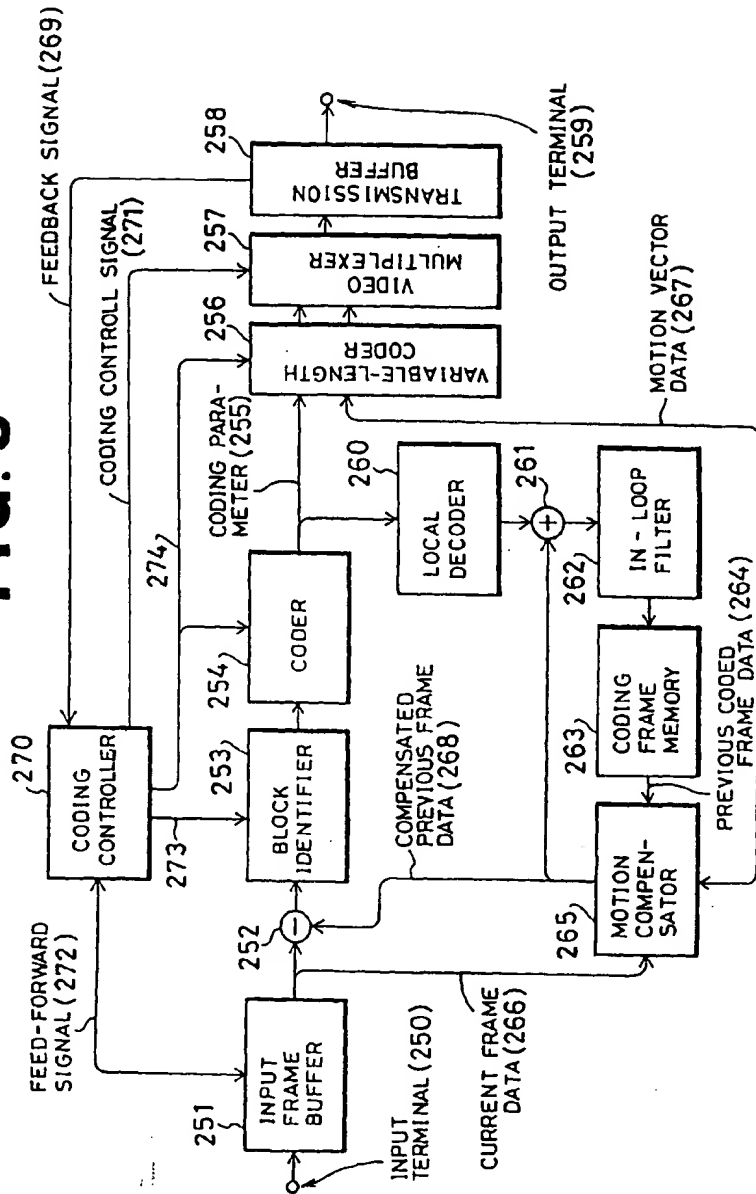 FEED-FORWARD
SIGNAL(272)
270
CODING
CONTROLLER
FEEDBACK SIGNAL(269)
CODING CONTROLL SIGNAL
(271)
273
274
251
INPUT
FRAME
BUFFER
INPUT
TERMINAL(250)
252
253
BLOCK
IDENTIFIER
254
CODER
CODING PARA-
METER(255)
256
VARIABLE-LENGTH
CODER
257
VIDEO
MULTIPLEXER
258
TRANSMISSION
BUFFER
OUTPUT TERMINAL
(259)
260
LOCAL
DECODER
261
262
IN-LOOP
FILTER
263
CODING
FRAME
MEMORY
PREVIOUS CODED
FRAME DATA(264)
265
MOTION
COMPEN-
SATOR
CURRENT FRAME
DATA(266)
MOTION VECTOR
DATA(267)
COMPENSATED
PREVIOUS FRAME
DATA(268)